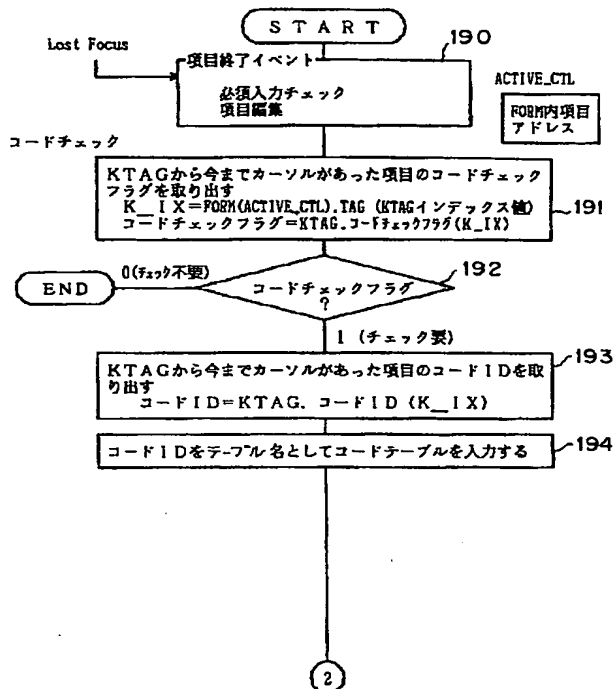 START
190
Lost Focus
項目終了イベント
必須入力チェック
項目編集
ACTIVE_CTL
FORM内項目
アドレス
コードチェック
KTAGから今までカーソルがあった項目のコードチェック
フラグを取り出す
K_IX=FORM(ACTIVE_CTL).TAG (KTAGインデックス値)
コードチェックフラグ=KTAG.コードチェックフラグ(K_IX)
191
0(チェック不要)
192
END
コードチェックフラグ
?
1 (チェック要)
193
KTAGから今までカーソルがあった項目のコードIDを取
り出す
コードID=KTAG. コードID (K_IX)
194
コードIDをテーブル名としてコードテーブルを入力する
2